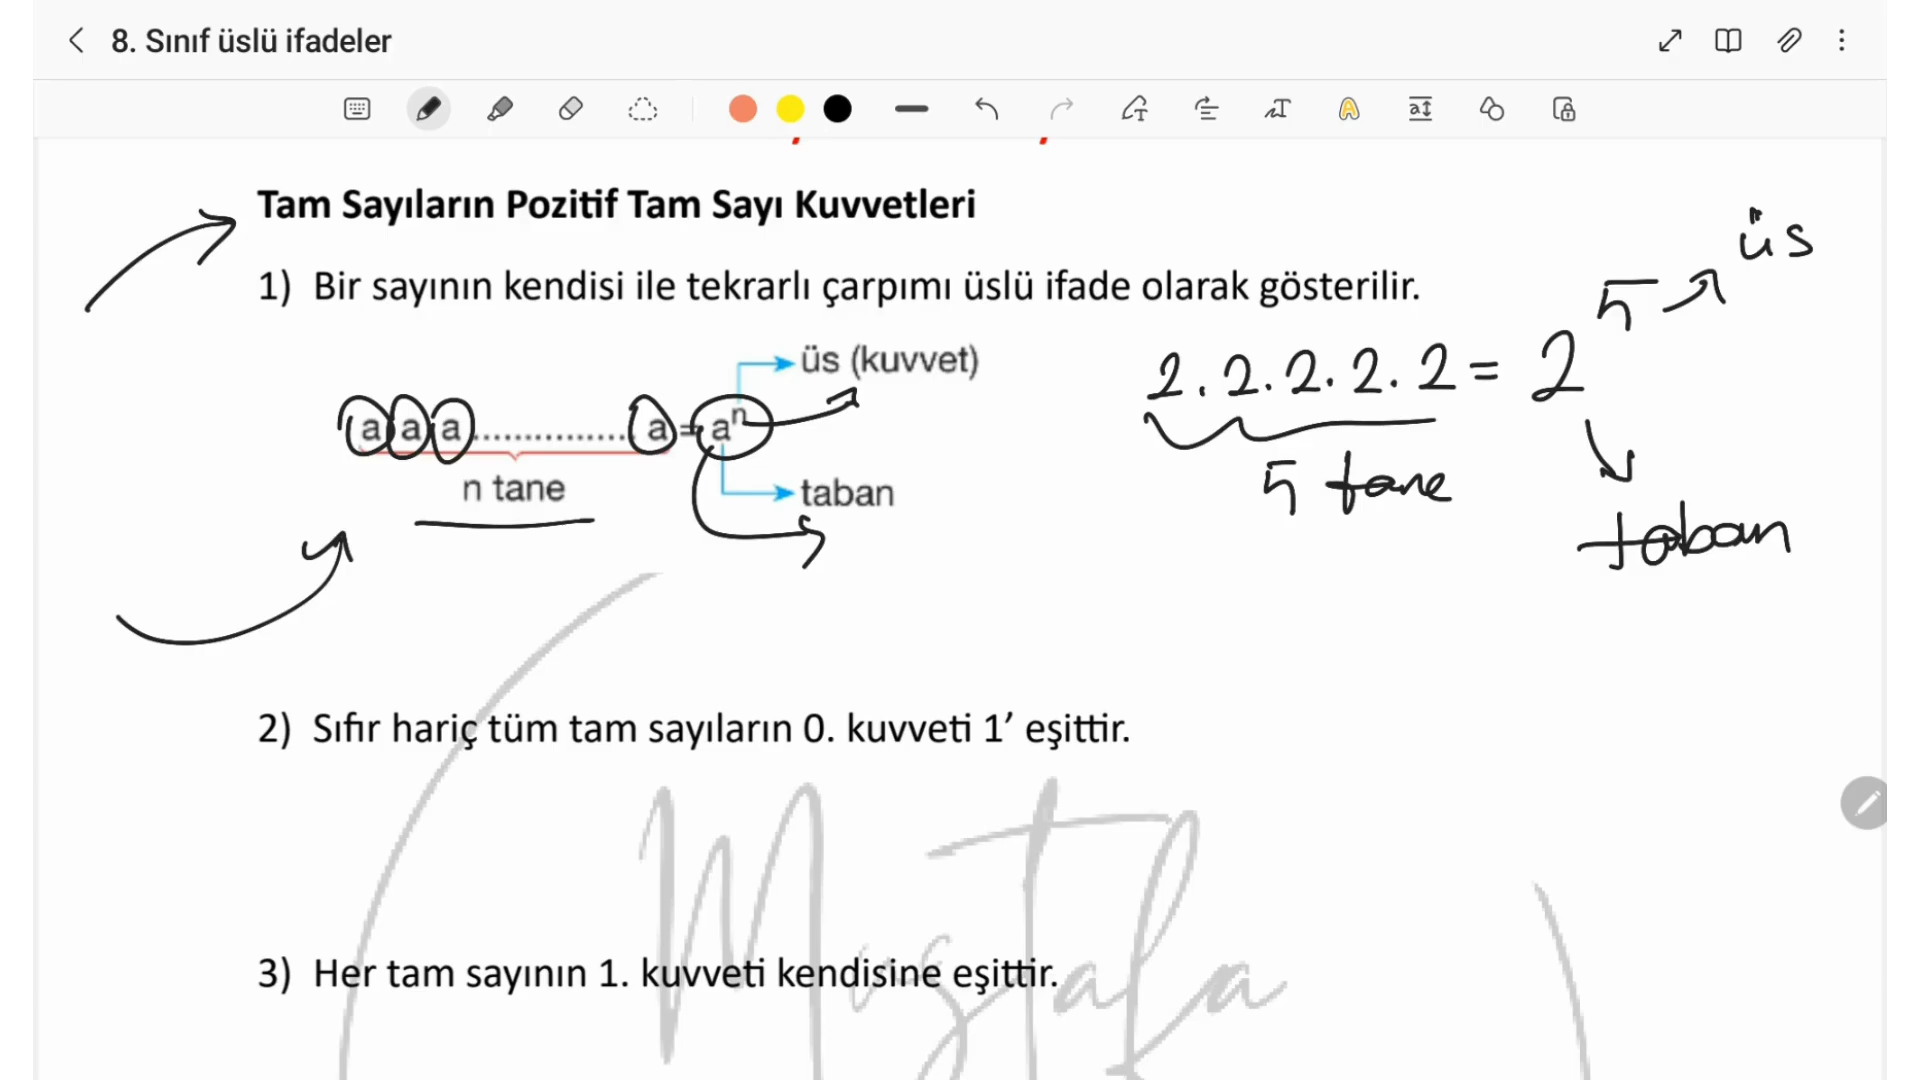 8. Sınıf üslü ifadeler
Tam Sayıların Pozitif Tam Sayı Kuvvetleri
1) Bir sayının kendisi ile tekrarlı çarpımı üslü ifade olarak gösterilir.
üs (kuvvet)
a a a ................ a = aⁿ
n tane
taban
2.2.2.2.2 = 2⁵
üs
5 tane
taban
2) Sıfır hariç tüm tam sayıların 0. kuvveti 1’ eşittir.
3) Her tam sayının 1. kuvveti kendisine eşittir.
Mustafa